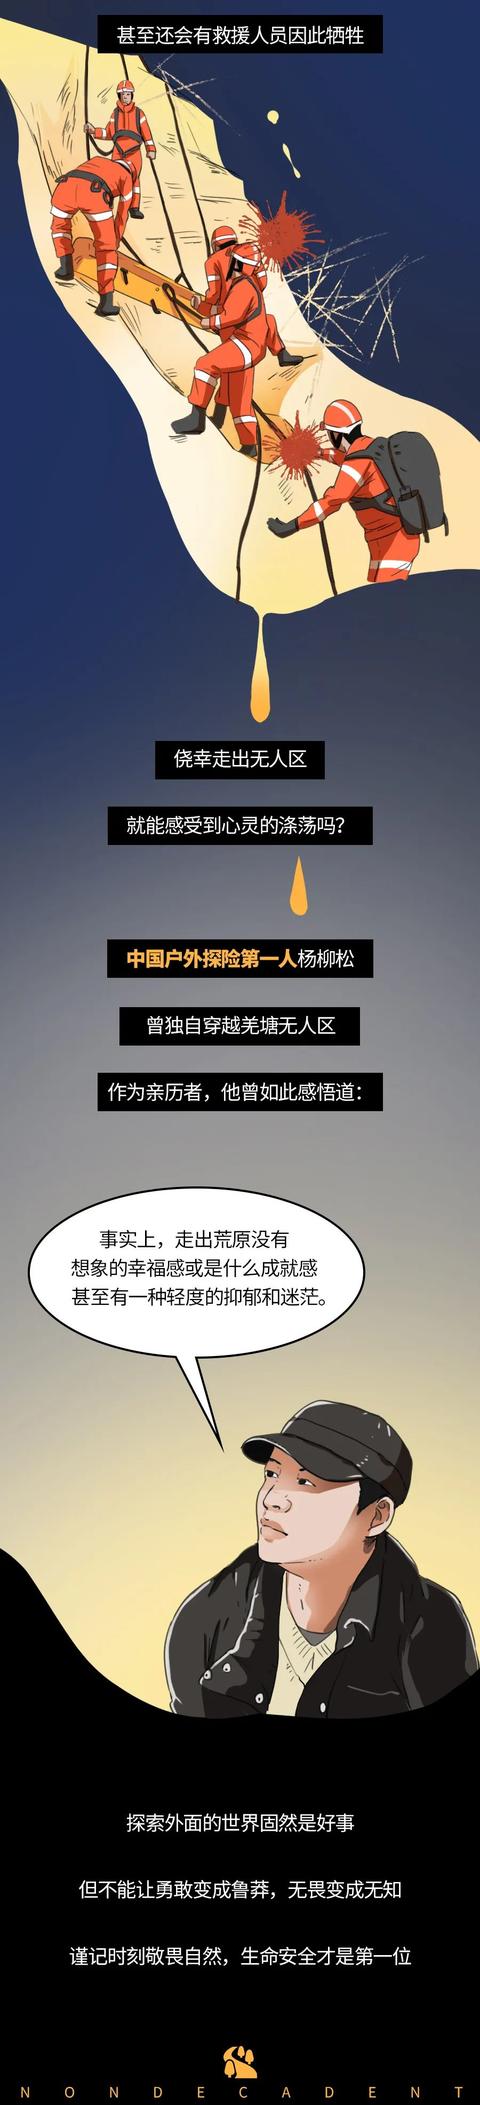 甚至还会有救援人员因此牺牲
侥幸走出无人区
就能感受到心灵的涤荡吗？
中国户外探险第一人杨柳松
曾独自穿越羌塘无人区
作为亲历者，他曾如此感悟道：
事实上，走出荒原没有
想象的幸福感或是什么成就感
甚至有一种轻度的抑郁和迷茫。
探索外面的世界固然是好事
但不能让勇敢变成鲁莽，无畏变成无知
谨记时刻敬畏自然，生命安全才是第一位
NONDECADENT